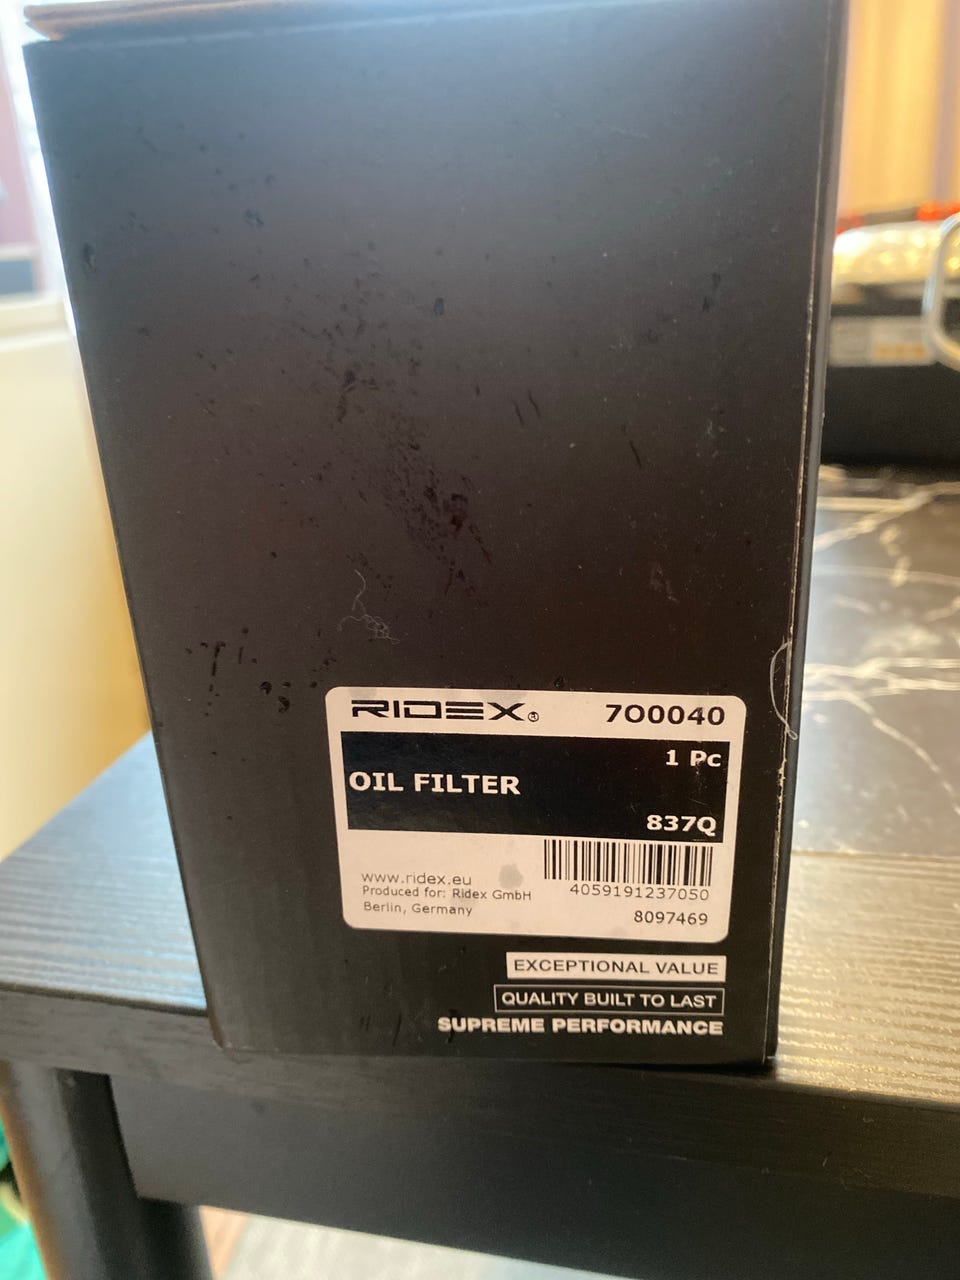 RIDEX® 7O0040
1 Pc
OIL FILTER
837Q
www.ridex.eu
Produced for: Ridex GmbH
Berlin, Germany
4059191237050
8097469
EXCEPTIONAL VALUE
QUALITY BUILT TO LAST
SUPREME PERFORMANCE